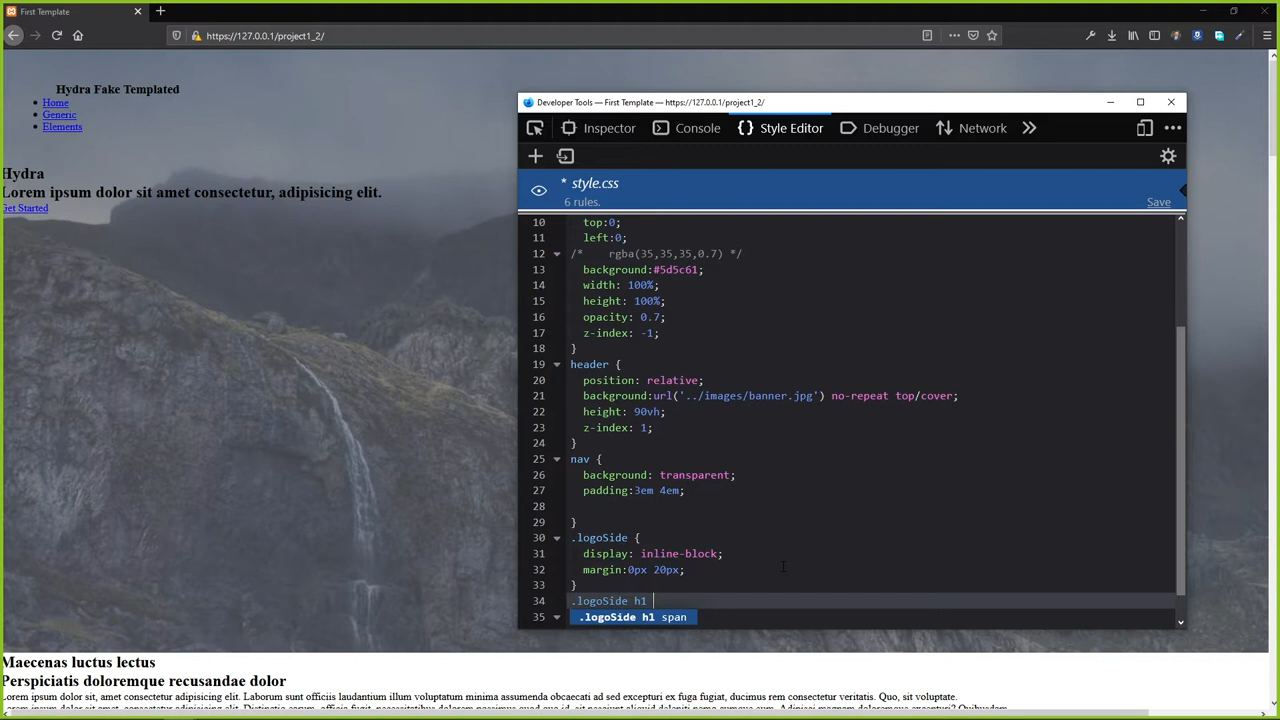 First Template
https://127.0.0.1/project1_2/
Hydra Fake Templated
Home
Generic
Elements
Hydra
Lorem ipsum dolor sit amet consectetur, adipisicing elit.
Get Started
Developer Tools — First Template — https://127.0.0.1/project1_2/
Inspector Console {} Style Editor Debugger Network
* style.css
6 rules. Save
10 top:0;
11 left:0;
12 /* rgba(35,35,35,0.7) */
13 background:#5d5c61;
14 width: 100%;
15 height: 100%;
16 opacity: 0.7;
17 z-index: -1;
18 }
19 header {
20 position: relative;
21 background:url('../images/banner.jpg') no-repeat top/cover;
22 height: 90vh;
23 z-index: 1;
24 }
25 nav {
26 background: transparent;
27 padding:3em 4em;
28
29 }
30 .logoSide {
31 display: inline-block;
32 margin:0px 20px;
33 }
34 .logoSide h1
35 .logoSide h1 span
Maecenas luctus lectus
Perspiciatis doloremque recusandae dolor
Lorem ipsum dolor sit, amet consectetur adipisicing elit. Laborum sunt officiis laudantium illum voluptatum minima assumenda obcaecati ad sed excepturi ex fuga fugiat, ducimus rem consectetur veritatis. Quo, sit voluptate.